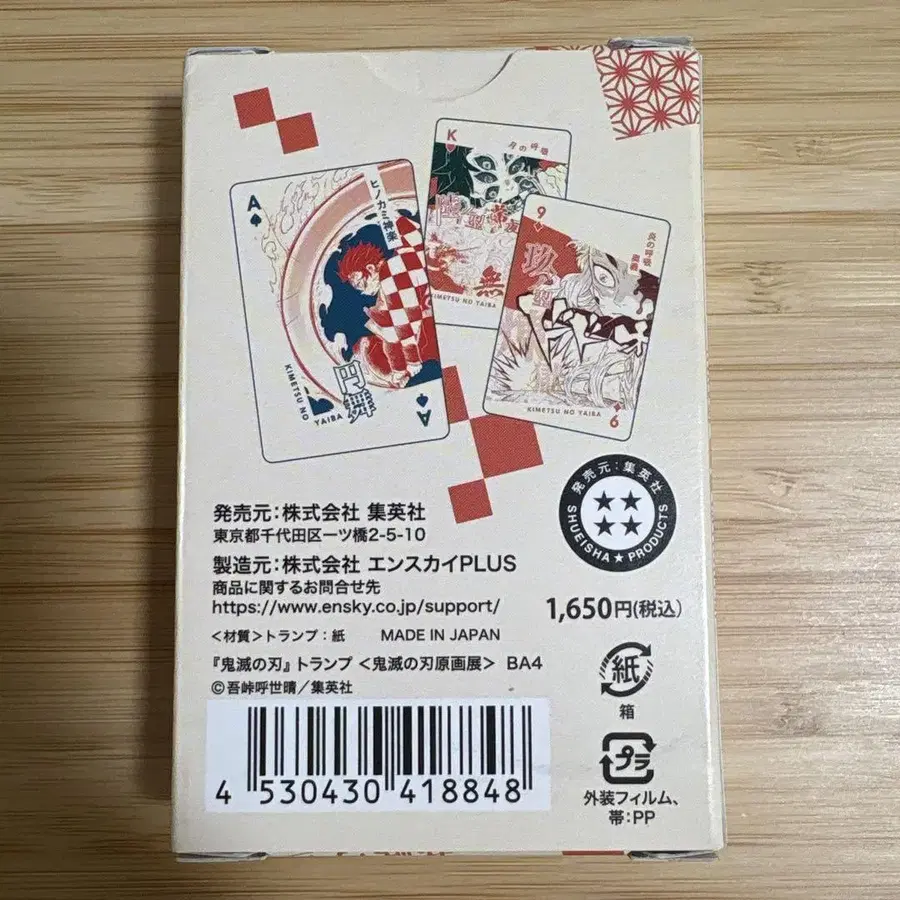 A
ヒノカミ神楽
円舞
KIMETSU NO
YAIBA
A
K
月の呼吸
KIMETSU NO YAIBA
9
炎の呼吸
奥義
玖ノ型
KIMETSU NO YAIBA
9
発売元:株式会社 集英社
東京都千代田区一ツ橋2-5-10
製造元:株式会社 エンスカイPLUS
商品に関するお問合せ先
https://www.ensky.co.jp/support/
<材質>トランプ:紙 MADE IN JAPAN
『鬼滅の刃』トランプ <鬼滅の刃原画展> BA4
©吾峠呼世晴/集英社
4 530430 418848
発売元:集英社
SHUEISHA★PRODUCTS
1,650円(税込)
紙
箱
プラ
外装フィルム、
帯:PP